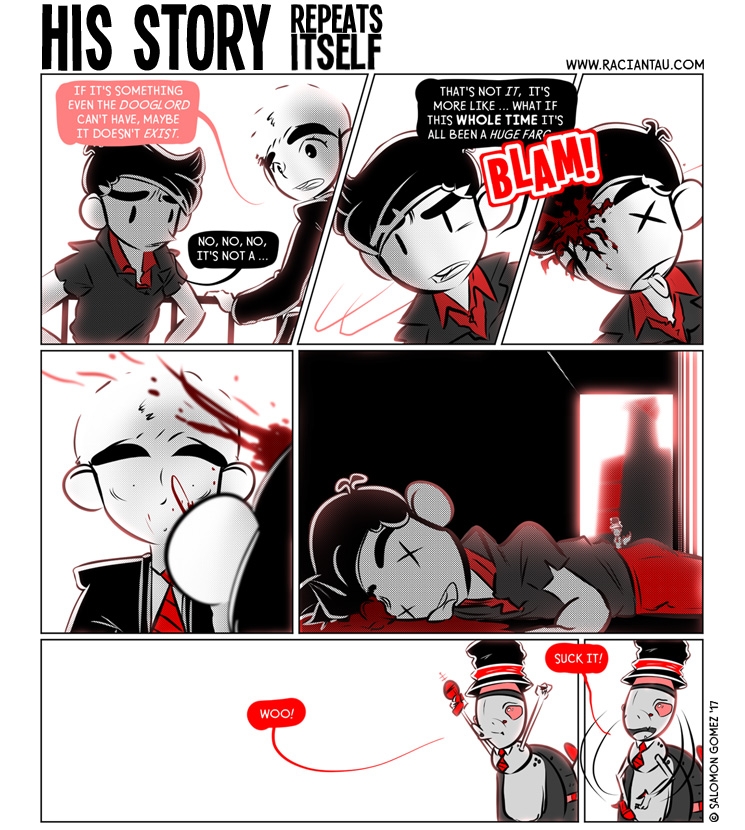 HIS STORY REPEATS
ITSELF
WWW.RACIANTAU.COM
IF IT'S SOMETHING
EVEN THE DOOGLORD
CAN'T HAVE, MAYBE
IT DOESN'T EXIST.
NO, NO, NO,
IT'S NOT A ...
THAT'S NOT IT, IT'S
MORE LIKE ... WHAT IF
THIS WHOLE TIME IT'S
ALL BEEN A HUGE FARC
BLAM!
WOO!
SUCK IT!
© SALOMON GOMEZ '17